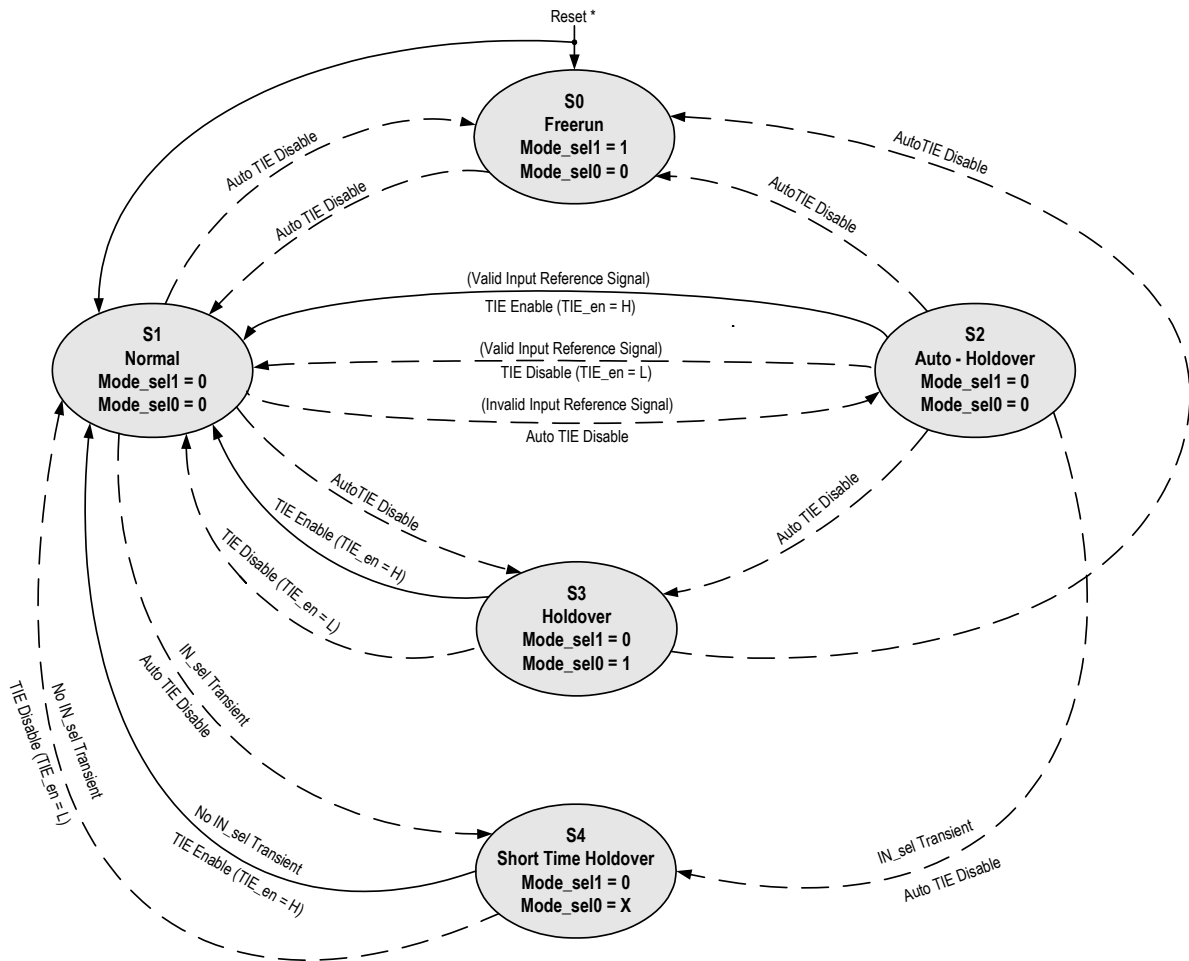 Reset *
S0
Freerun
Mode_sel1 = 1
Mode_sel0 = 0
Auto TIE Disable
Auto TIE Disable
AutoTIE Disable
AutoTIE Disable
(Valid Input Reference Signal)
TIE Enable (TIE_en = H)
S1
Normal
Mode_sel1 = 0
Mode_sel0 = 0
(Valid Input Reference Signal)
TIE Disable (TIE_en = L)
(Invalid Input Reference Signal)
Auto TIE Disable
S2
Auto - Holdover
Mode_sel1 = 0
Mode_sel0 = 0
AutoTIE Disable
TIE Enable (TIE_en = H)
TIE Disable (TIE_en = L)
Auto TIE Disable
S3
Holdover
Mode_sel1 = 0
Mode_sel0 = 1
IN_sel Transient
Auto TIE Disable
No IN_sel Transient
TIE Disable (TIE_en = L)
No IN_sel Transient
TIE Enable (TIE_en = H)
S4
Short Time Holdover
Mode_sel1 = 0
Mode_sel0 = X
IN_sel Transient
Auto TIE Disable